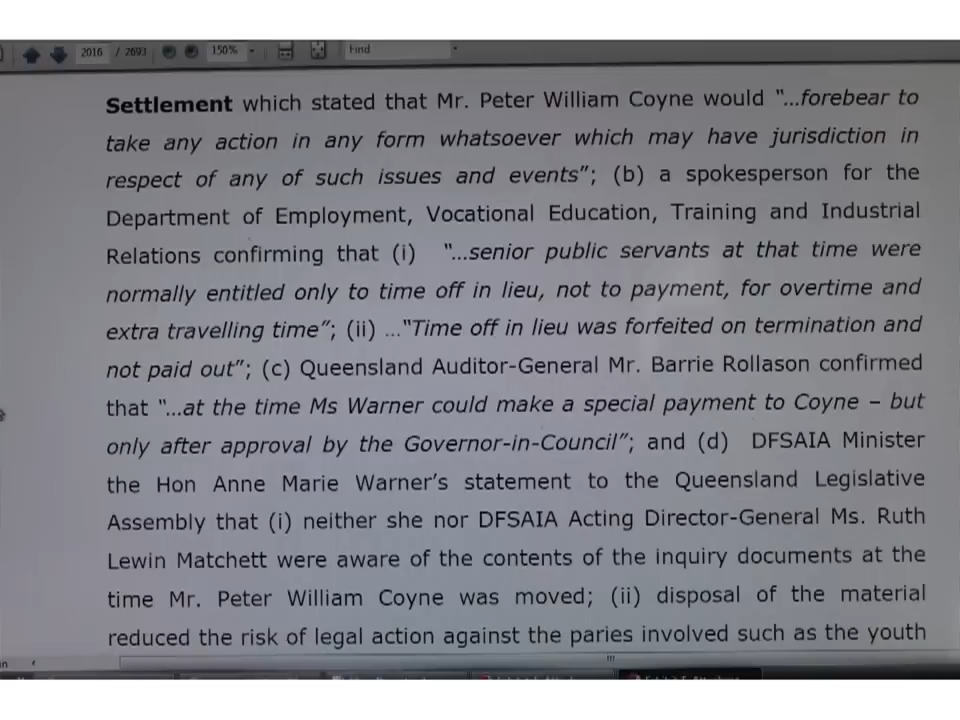 2016 / 2693 150% Find
Settlement which stated that Mr. Peter William Coyne would "…forebear to
take any action in any form whatsoever which may have jurisdiction in
respect of any of such issues and events"; (b) a spokesperson for the
Department of Employment, Vocational Education, Training and Industrial
Relations confirming that (i) "…senior public servants at that time were
normally entitled only to time off in lieu, not to payment, for overtime and
extra travelling time"; (ii) …"Time off in lieu was forfeited on termination and
not paid out"; (c) Queensland Auditor-General Mr. Barrie Rollason confirmed
that "…at the time Ms Warner could make a special payment to Coyne – but
only after approval by the Governor-in-Council"; and (d) DFSAIA Minister
the Hon Anne Marie Warner's statement to the Queensland Legislative
Assembly that (i) neither she nor DFSAIA Acting Director-General Ms. Ruth
Lewin Matchett were aware of the contents of the inquiry documents at the
time Mr. Peter William Coyne was moved; (ii) disposal of the material
reduced the risk of legal action against the paries involved such as the youth